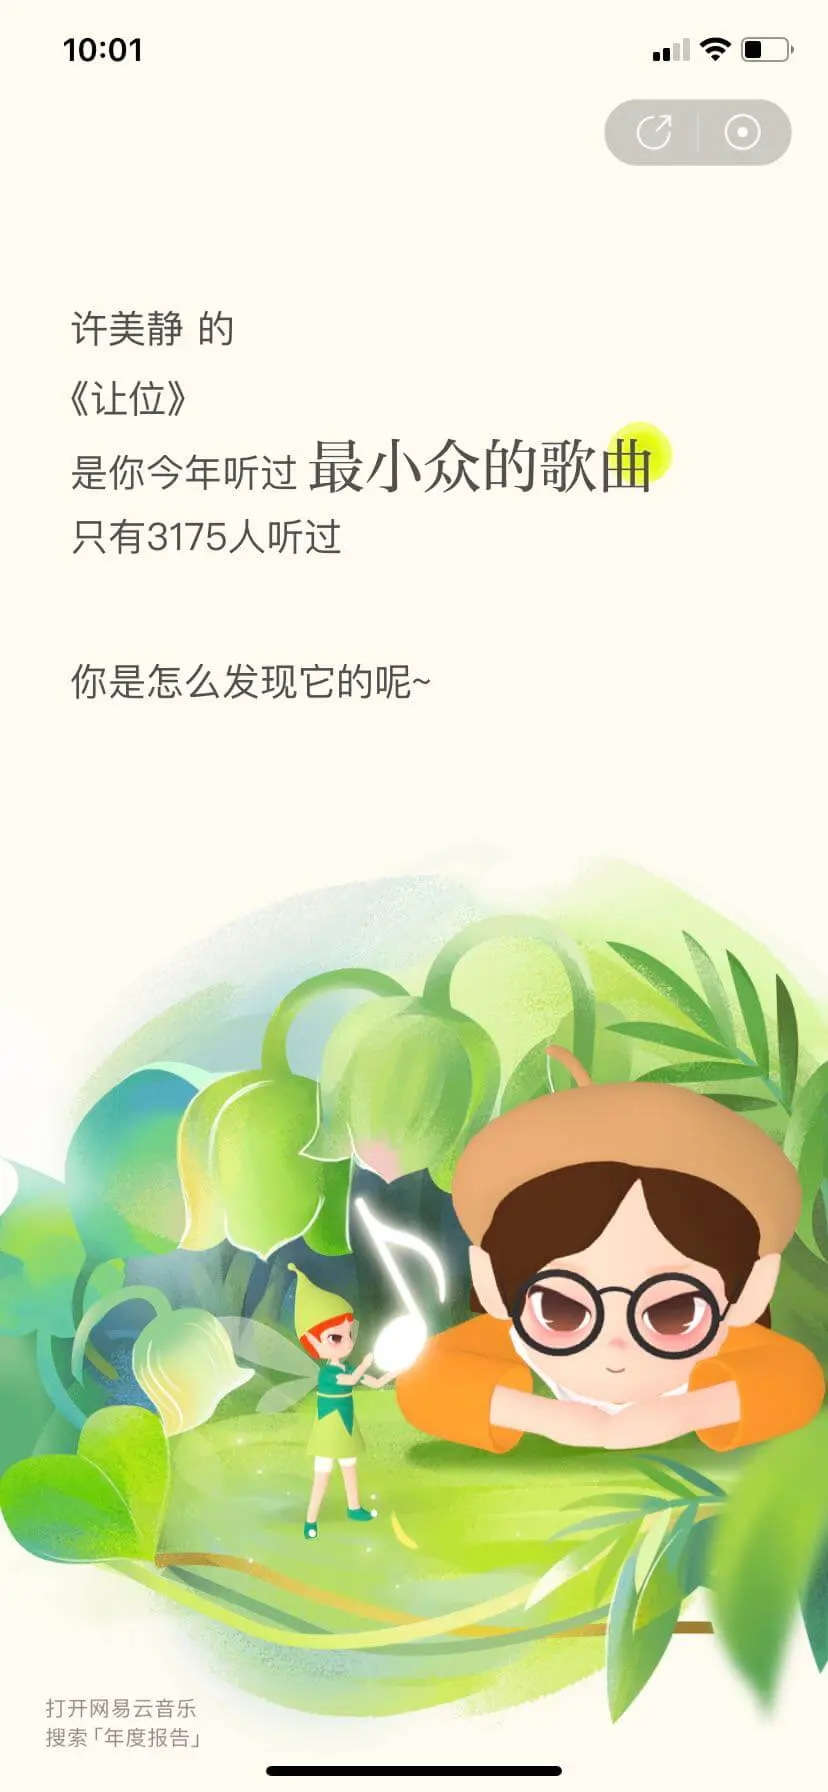 10:01
许美静 的
《让位》
是你今年听过 最小众的歌曲
只有3175人听过
你是怎么发现它的呢~
打开网易云音乐
搜索「年度报告」